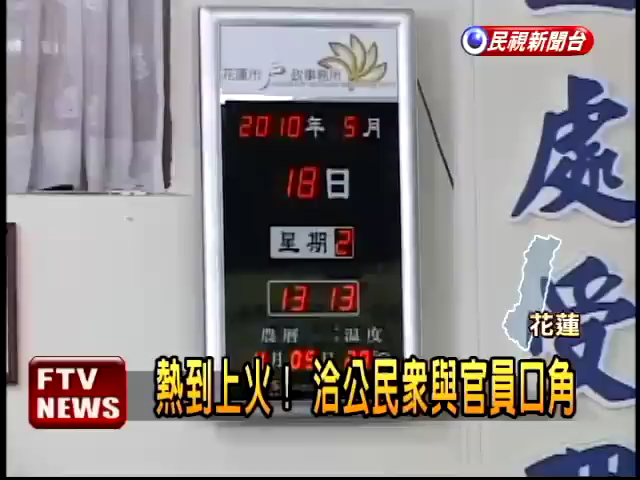 民視新聞台
花蓮市戶政事務所
2010年 5月
18日
星期2
13 13
農曆 溫度
花蓮
處受
FTV NEWS
熱到上火! 洽公民眾與官員口角